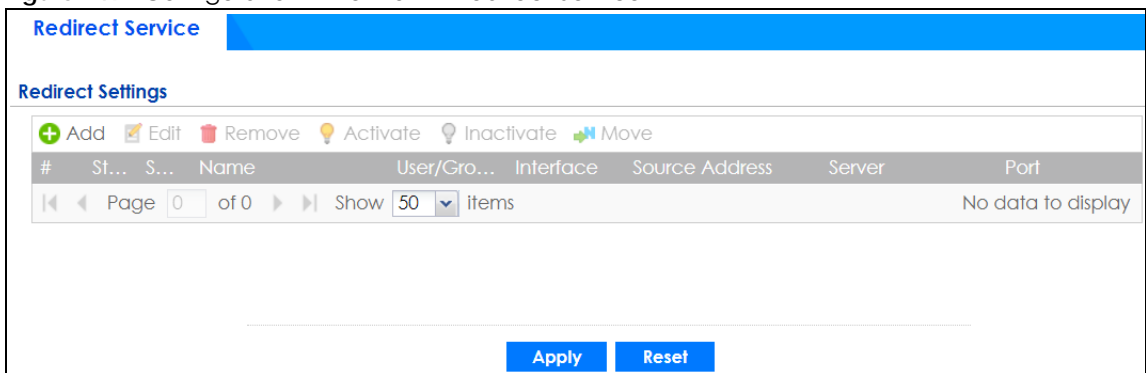 Redirect Service
Redirect Settings
Add Edit Remove Activate Inactivate Move
# St... S... Name User/Gro... Interface Source Address Server Port
Page 0 of 0 Show 50 items No data to display
Apply Reset